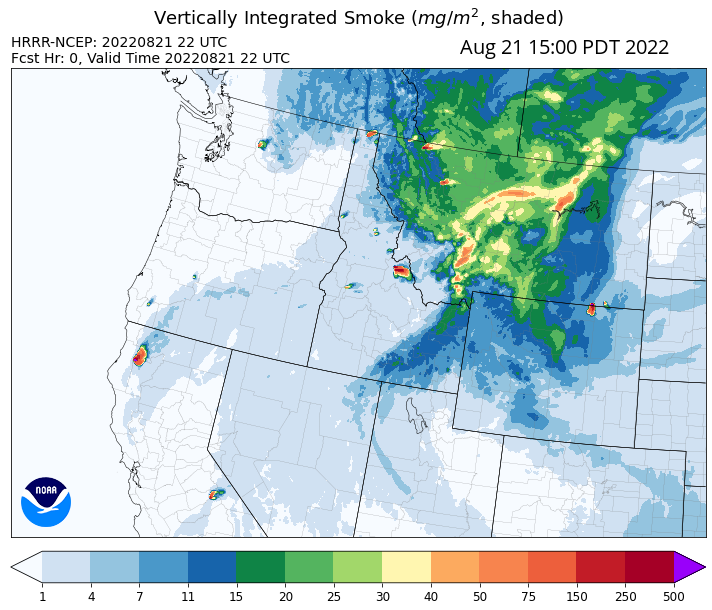 Vertically Integrated Smoke (mg/m², shaded)
HRRR-NCEP: 20220821 22 UTC
Fcst Hr: 0, Valid Time 20220821 22 UTC
Aug 21 15:00 PDT 2022
NOAA
1 4 7 11 15 20 25 30 40 50 75 150 250 500